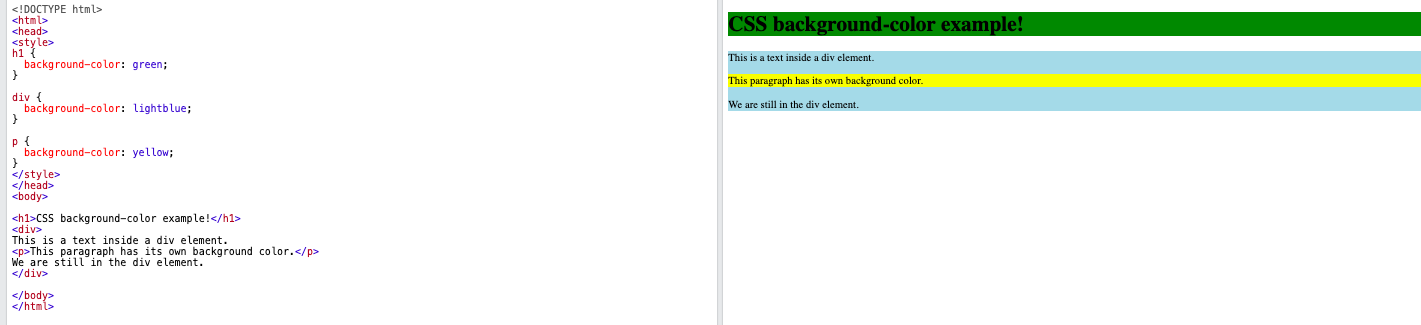 <!DOCTYPE html>
<html>
<head>
<style>
h1 {
  background-color: green;
}

div {
  background-color: lightblue;
}

p {
  background-color: yellow;
}
</style>
</head>
<body>

<h1>CSS background-color example!</h1>
<div>
This is a text inside a div element.
<p>This paragraph has its own background color.</p>
We are still in the div element.
</div>

</body>
</html>
CSS background-color example!
This is a text inside a div element.
This paragraph has its own background color.
We are still in the div element.